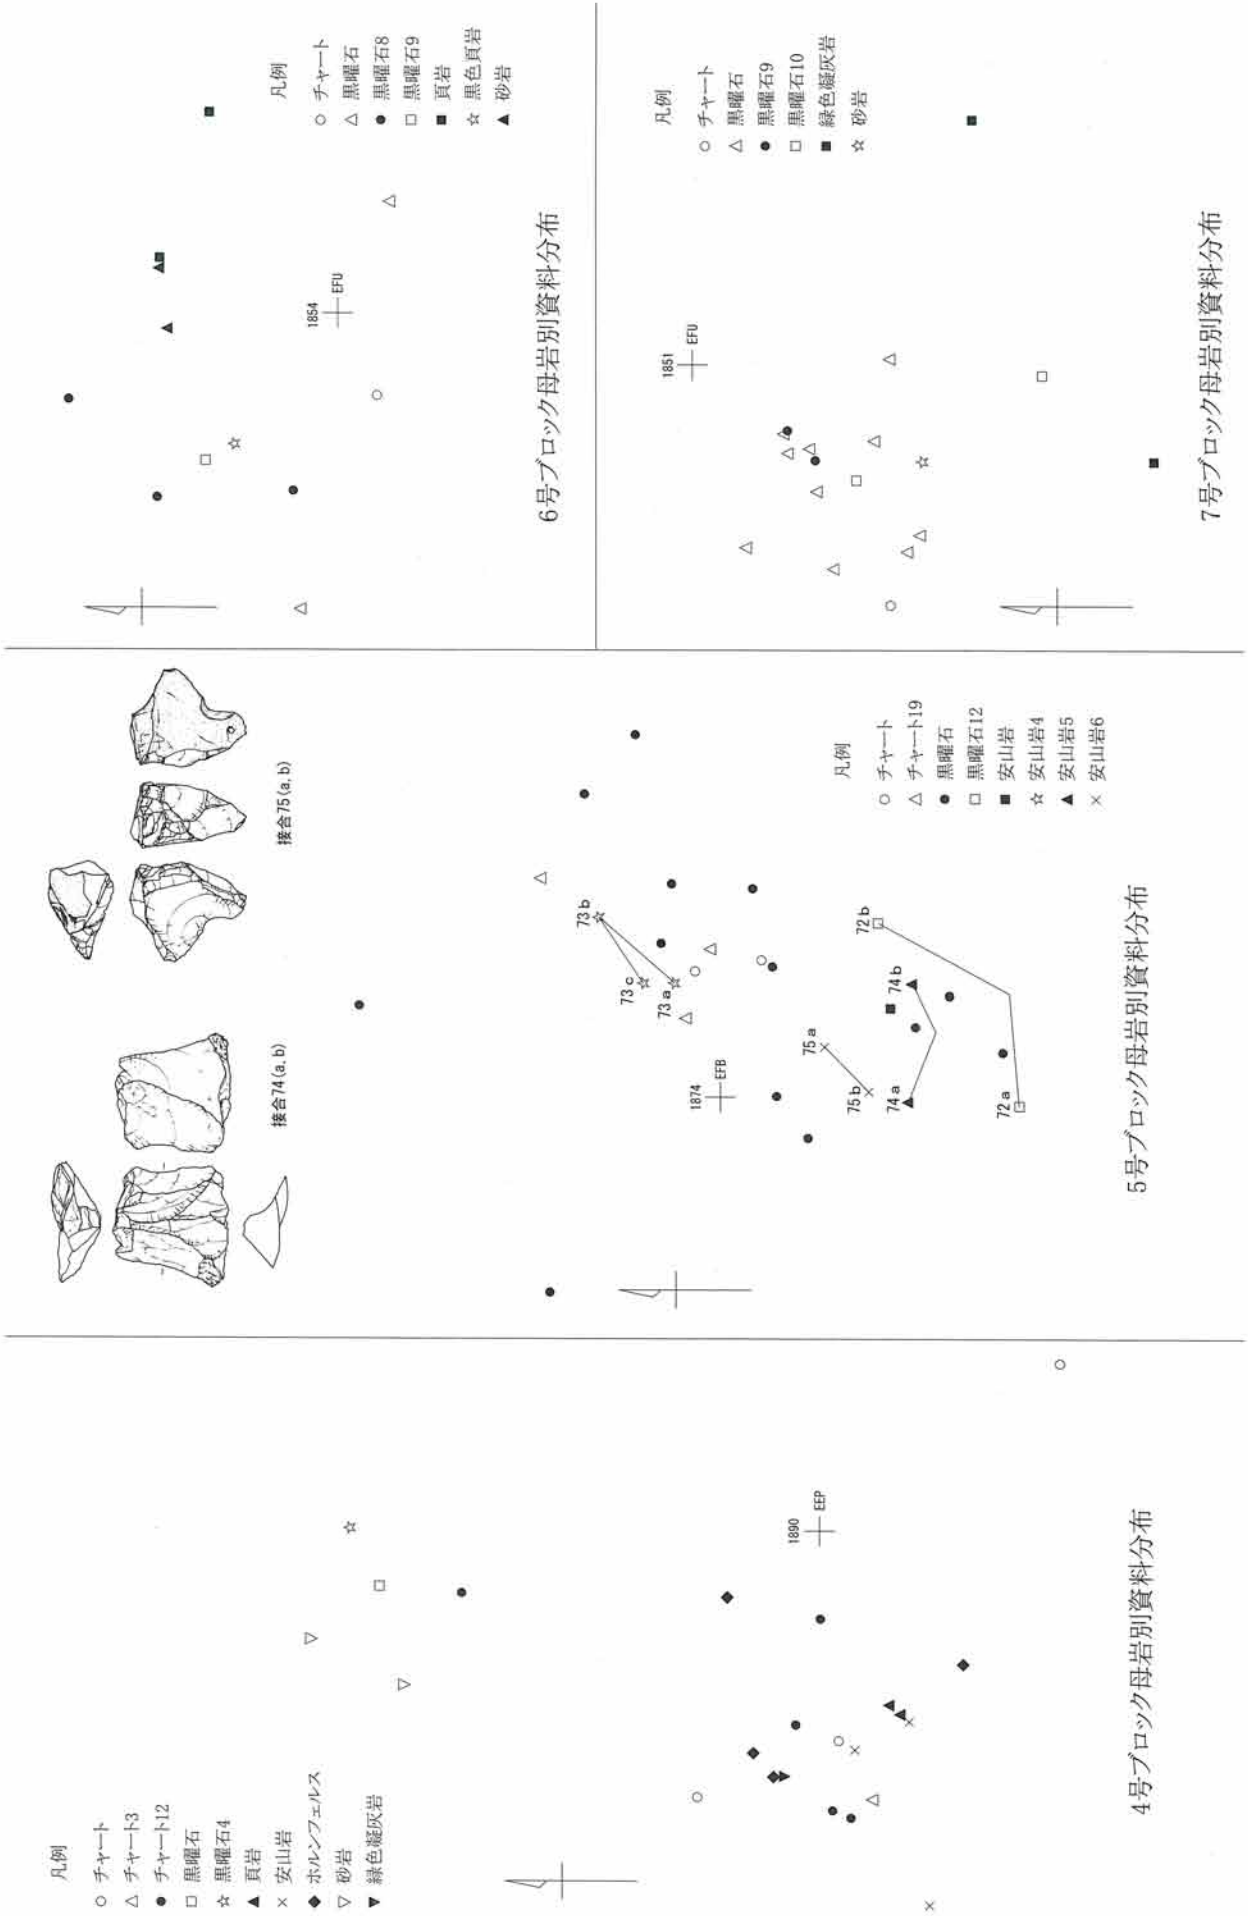 凡例
○ チャート
△ チャート3
● チャート12
□ 黒曜石
☆ 黒曜石4
▲ 頁岩
× 安山岩
◆ ホルンフェルス
▽ 砂岩
▼ 緑色凝灰岩
1890
EEP
4号ブロック母岩別資料分布
接合74(a, b)
接合75(a, b)
73 b
73 c
73 a
1874
EFB
75 a
75 b
74 a
74 b
72 b
72 a
凡例
○ チャート
△ チャート19
● 黒曜石
□ 黒曜石12
■ 安山岩
☆ 安山岩4
▲ 安山岩5
× 安山岩6
5号ブロック母岩別資料分布
1854
EFU
凡例
○ チャート
△ 黒曜石
● 黒曜石8
□ 黒曜石9
■ 頁岩
☆ 黒色頁岩
▲ 砂岩
6号ブロック母岩別資料分布
凡例
○ チャート
△ 黒曜石
● 黒曜石9
□ 黒曜石10
■ 緑色凝灰岩
☆ 砂岩
1851
EFU
7号ブロック母岩別資料分布